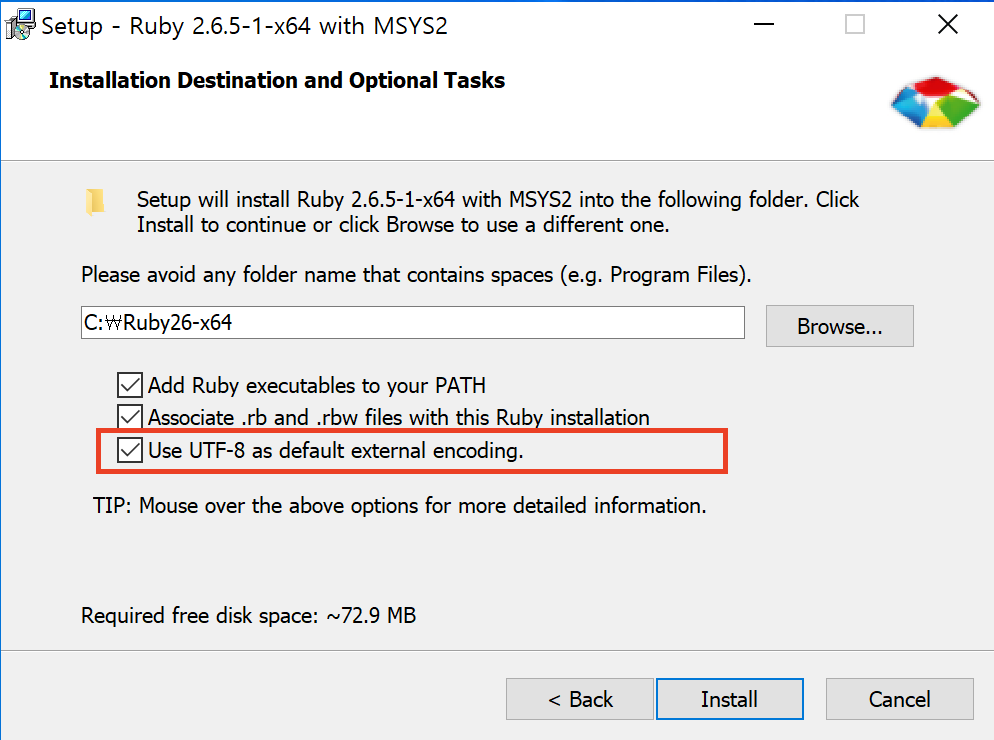 Setup - Ruby 2.6.5-1-x64 with MSYS2
Installation Destination and Optional Tasks
Setup will install Ruby 2.6.5-1-x64 with MSYS2 into the following folder. Click
Install to continue or click Browse to use a different one.
Please avoid any folder name that contains spaces (e.g. Program Files).
C:₩Ruby26-x64
Browse...
Add Ruby executables to your PATH
Associate .rb and .rbw files with this Ruby installation
Use UTF-8 as default external encoding.
TIP: Mouse over the above options for more detailed information.
Required free disk space: ~72.9 MB
< Back
Install
Cancel